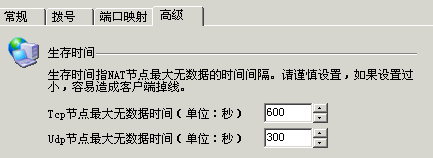 常规 拨号 端口映射 高级
生存时间
生存时间指NAT节点最大无数据的时间间隔。请谨慎设置，如果设置过
小，容易造成客户端掉线。
Tcp节点最大无数据时间（单位：秒） 600
Udp节点最大无数据时间（单位：秒） 300